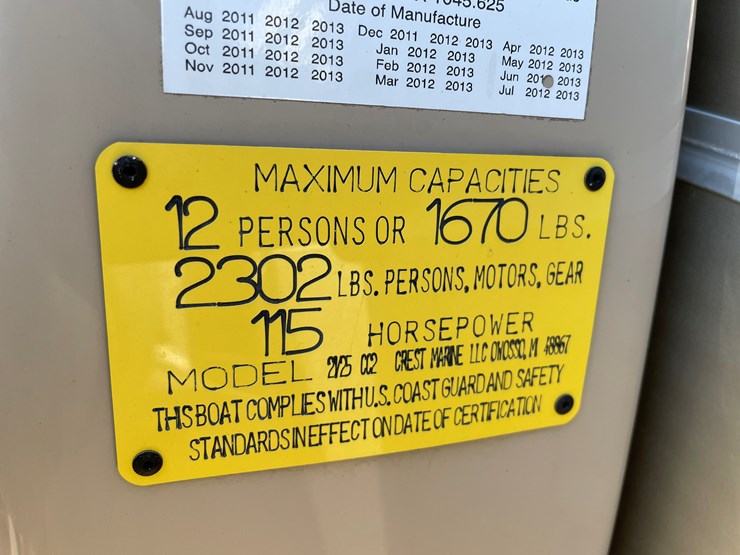 1045.625
Date of Manufacture
Aug 2011 2012 2013
Sep 2011 2012 2013
Oct 2011 2012 2013
Nov 2011 2012 2013
Dec 2011 2012 2013
Jan 2012 2013
Feb 2012 2013
Mar 2012 2013
Apr 2012 2013
May 2012 2013
Jun 2013
Jul 2012 2013
MAXIMUM CAPACITIES
12 PERSONS OR 1670 LBS.
2302 LBS. PERSONS, MOTORS, GEAR
115 HORSEPOWER
MODEL CREST MARINE LLC OWOSSO, MI 48867
THIS BOAT COMPLIES WITH U.S. COAST GUARD AND SAFETY
STANDARDS IN EFFECT ON DATE OF CERTIFICATION